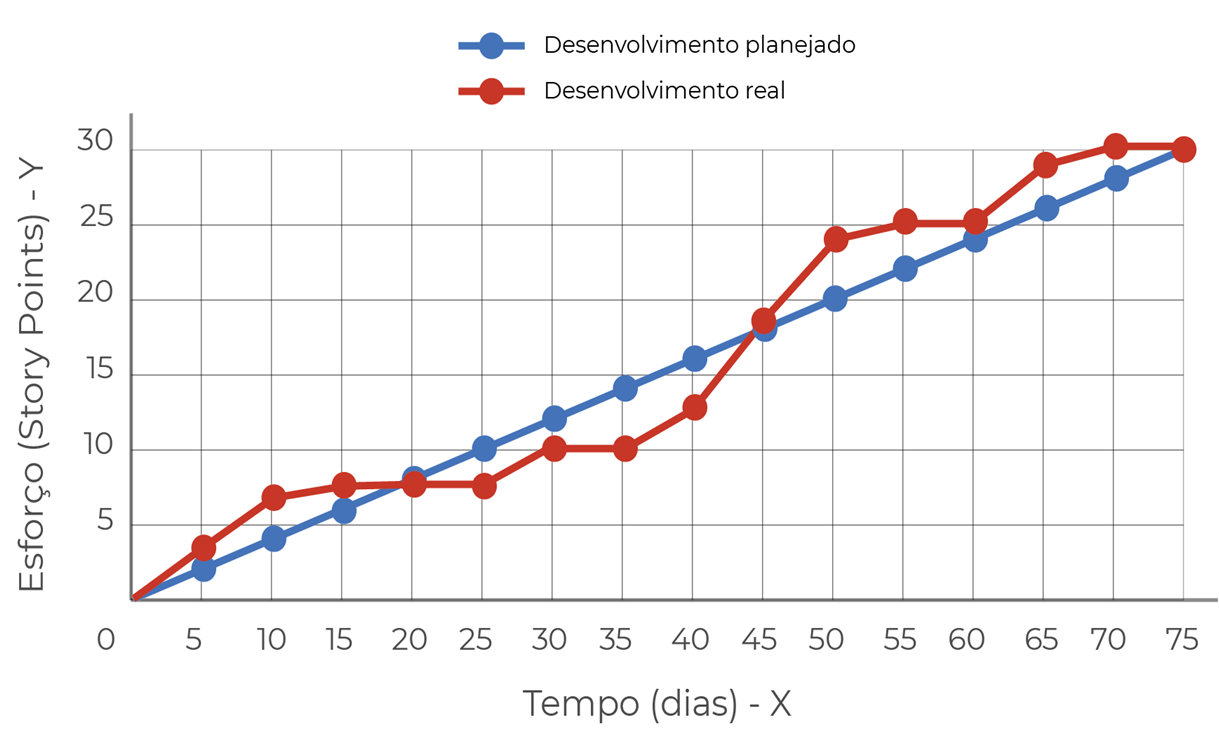 Desenvolvimento planejado
Desenvolvimento real
Esforço (Story Points) - Y
30
25
20
15
10
5
0 5 10 15 20 25 30 35 40 45 50 55 60 65 70 75
Tempo (dias) - X